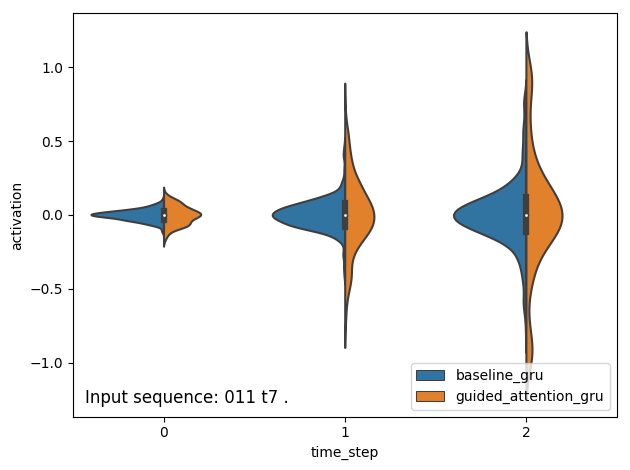 1.0
0.5
0.0
−0.5
−1.0
activation
Input sequence: 011 t7 .
baseline_gru
guided_attention_gru
0 1 2
time_step